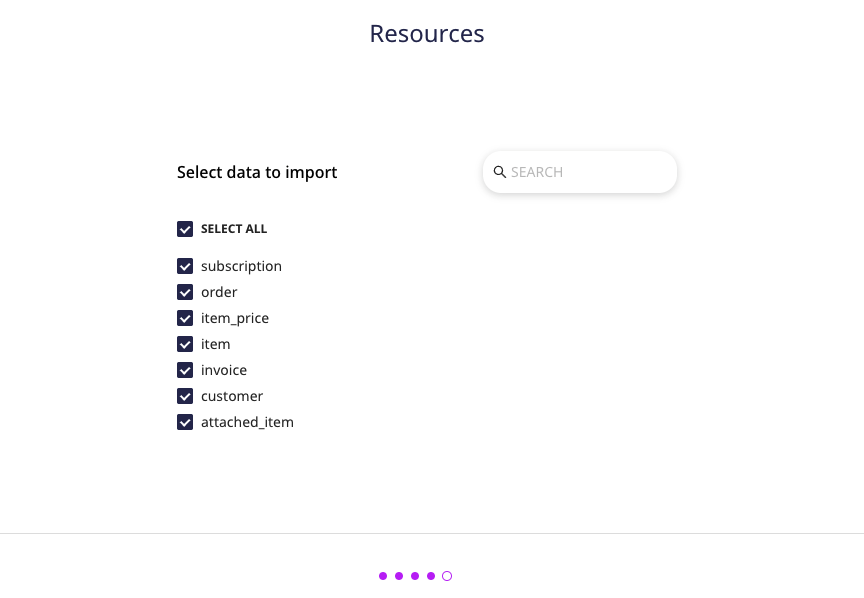 Resources
Select data to import
SEARCH
SELECT ALL
subscription
order
item_price
item
invoice
customer
attached_item